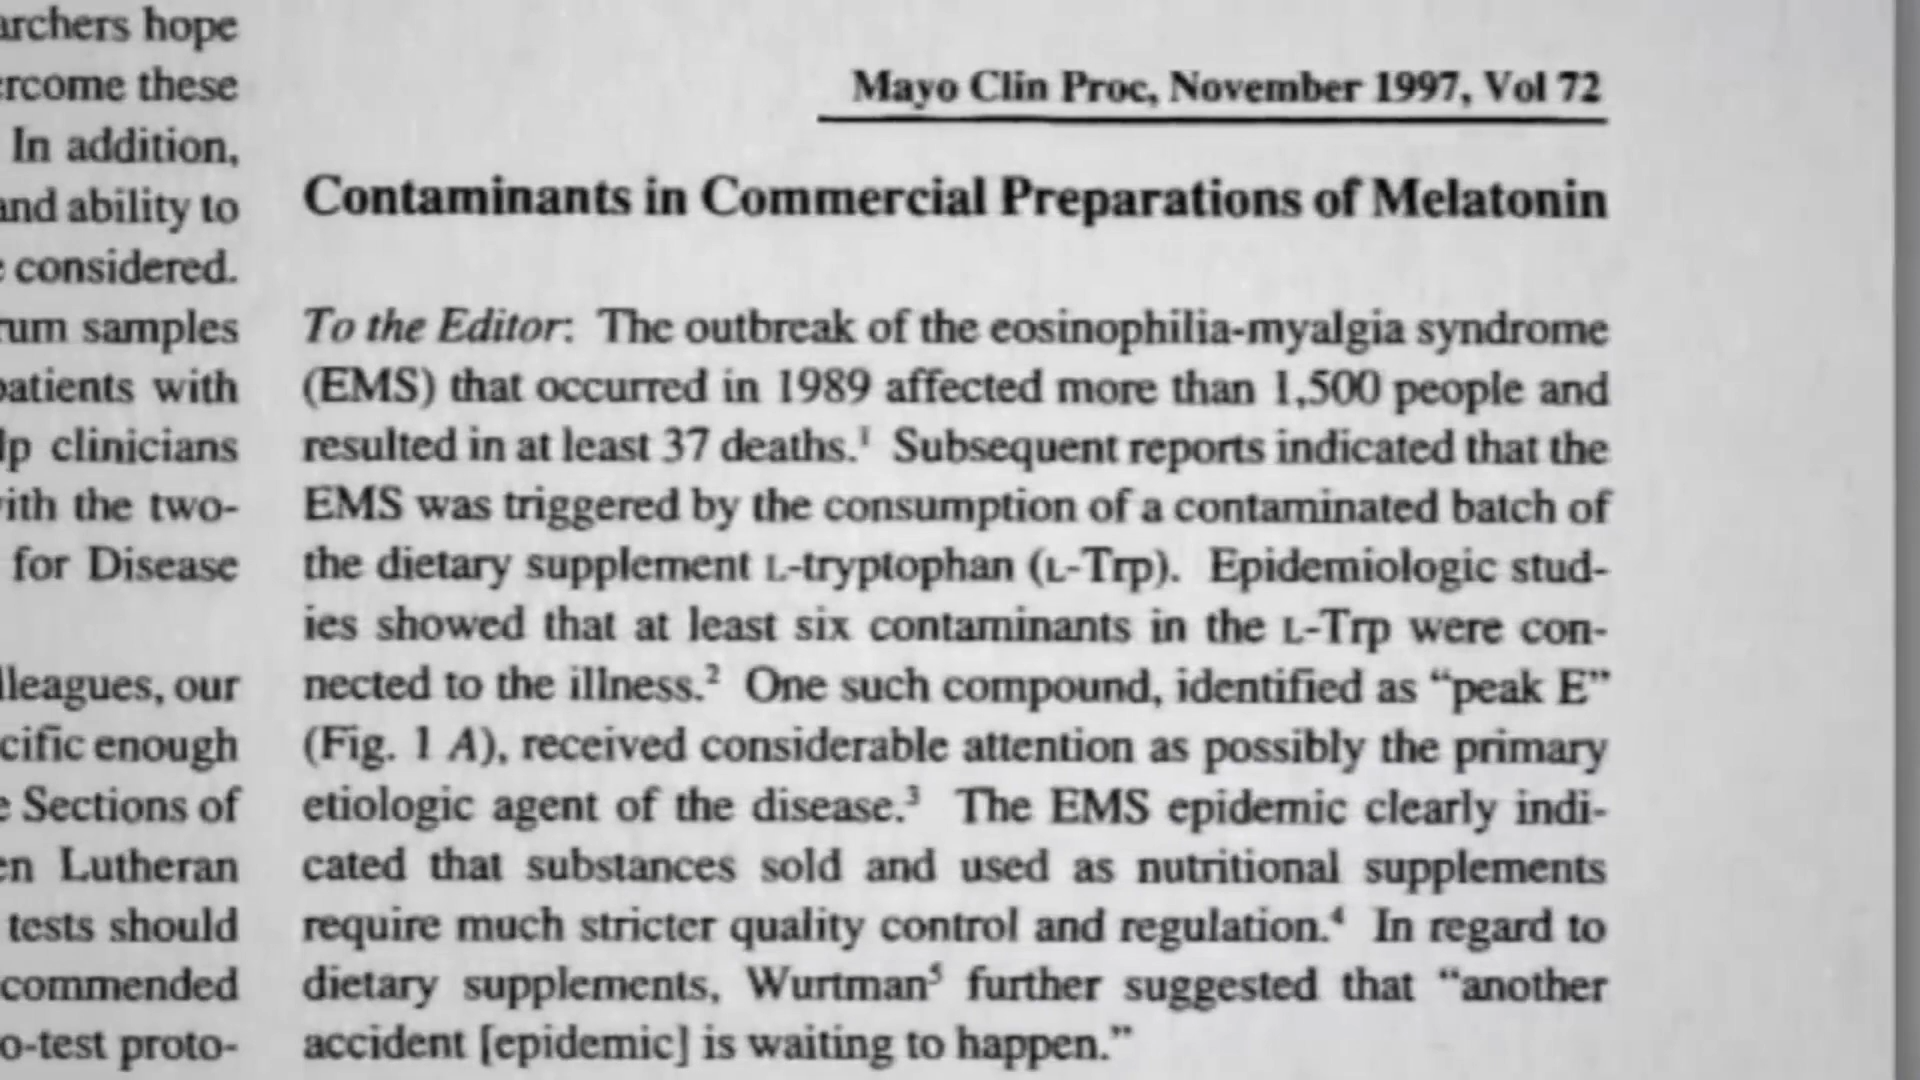 archers hope
ercome these
In addition,
and ability to
e considered.
rum samples
patients with
lp clinicians
with the two-
for Disease
lleagues, our
cific enough
e Sections of
en Lutheran
tests should
commended
o-test proto-
Mayo Clin Proc, November 1997, Vol 72
Contaminants in Commercial Preparations of Melatonin
To the Editor: The outbreak of the eosinophilia-myalgia syndrome
(EMS) that occurred in 1989 affected more than 1,500 people and
resulted in at least 37 deaths.¹ Subsequent reports indicated that the
EMS was triggered by the consumption of a contaminated batch of
the dietary supplement L-tryptophan (L-Trp). Epidemiologic stud-
ies showed that at least six contaminants in the L-Trp were con-
nected to the illness.² One such compound, identified as “peak E”
(Fig. 1 A), received considerable attention as possibly the primary
etiologic agent of the disease.³ The EMS epidemic clearly indi-
cated that substances sold and used as nutritional supplements
require much stricter quality control and regulation.⁴ In regard to
dietary supplements, Wurtman⁵ further suggested that “another
accident [epidemic] is waiting to happen.”